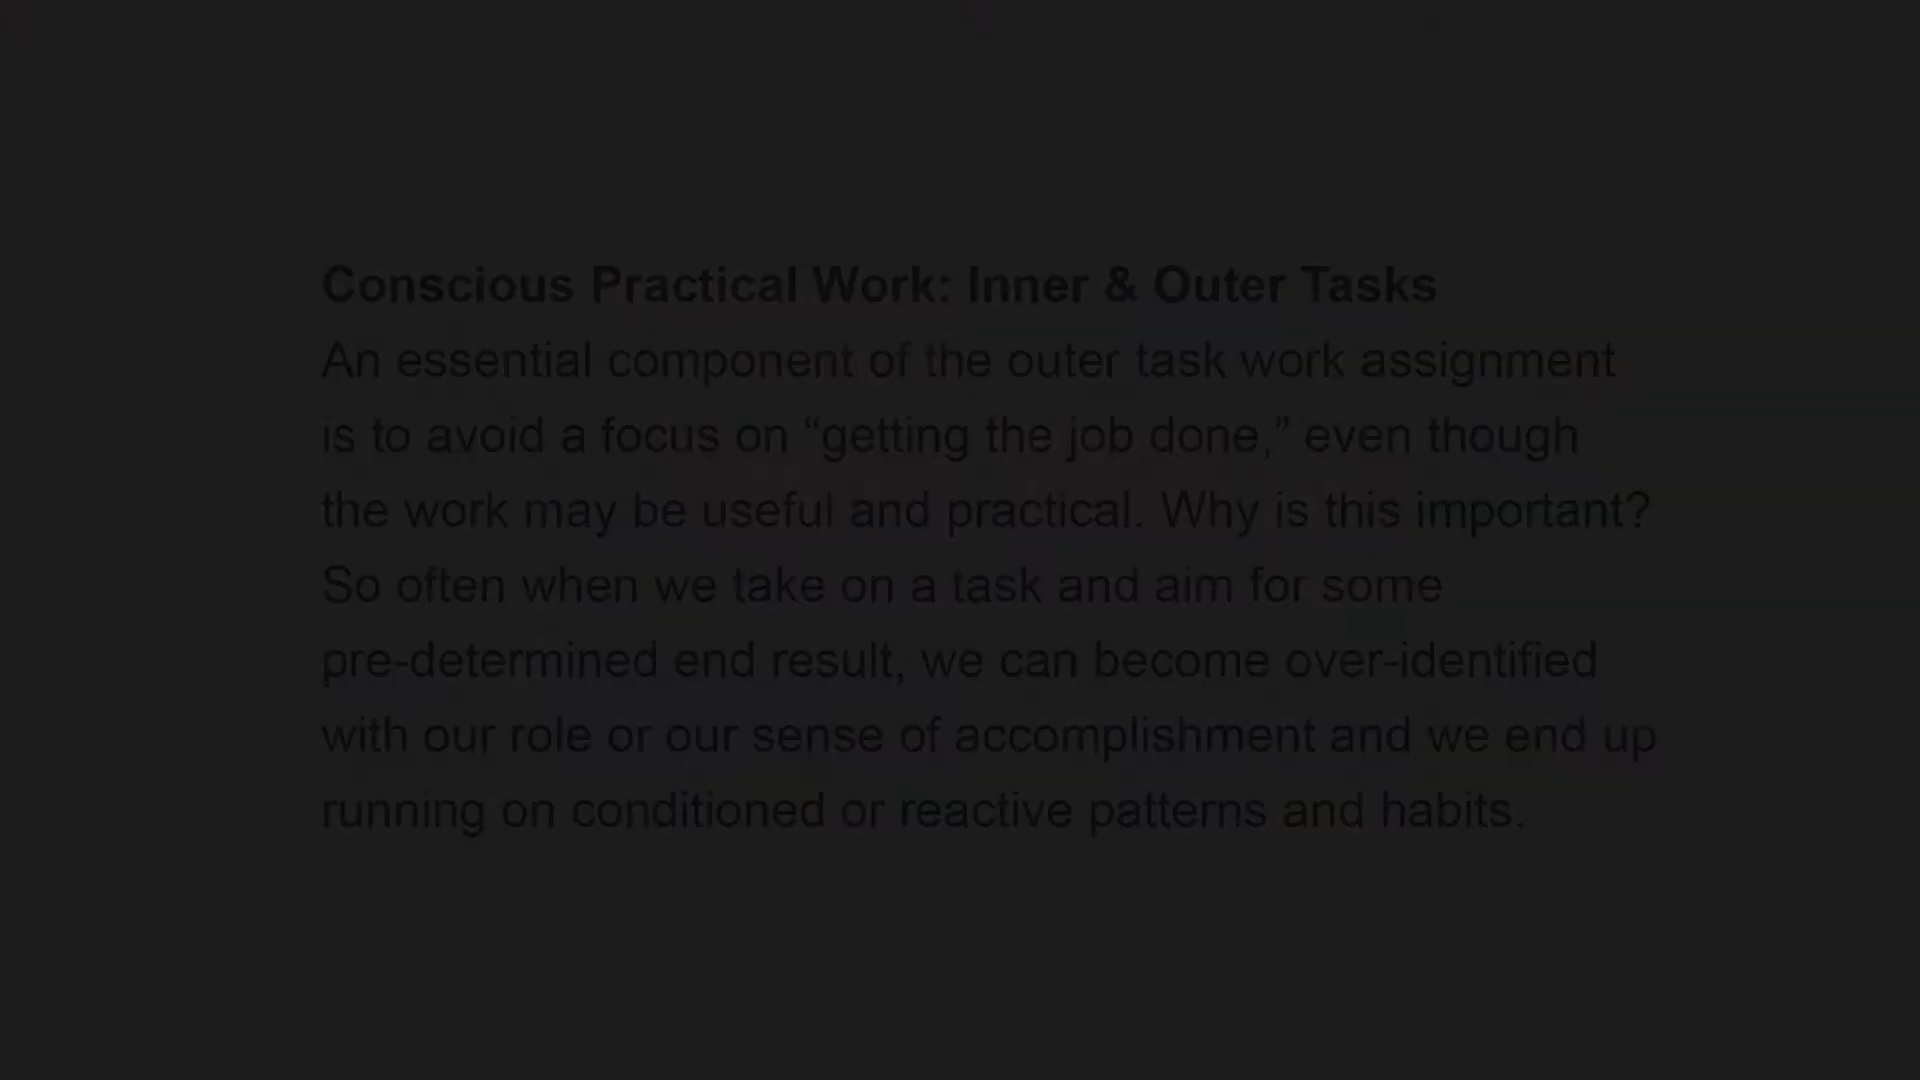 Conscious Practical Work: Inner & Outer Tasks
An essential component of the outer task work assignment
is to avoid a focus on “getting the job done,” even though
the work may be useful and practical. Why is this important?
So often when we take on a task and aim for some
pre-determined end result, we can become over-identified
with our role or our sense of accomplishment and we end up
running on conditioned or reactive patterns and habits.